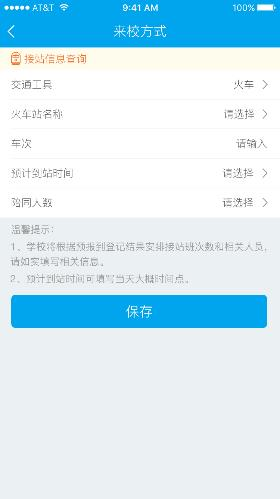 AT&T 9:41 AM 100%
来校方式
接站信息查询
交通工具 火车
火车站名称 请选择
车次 请输入
预计到站时间 请选择
陪同人数 请选择
温馨提示：
1、学校将根据预报到登记结果安排接站班次数和相关人员，
请如实填写相关信息。
2、预计到站时间可填写当天大概时间点。
保存